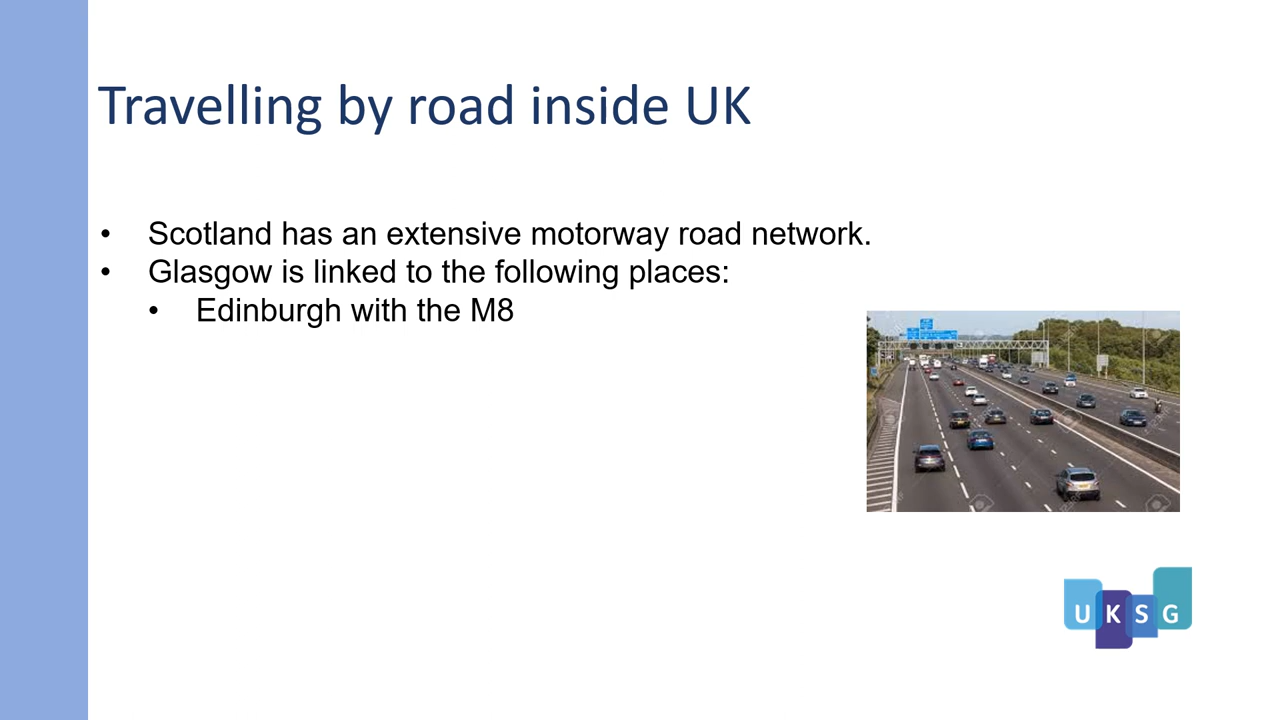 Travelling by road inside UK
• Scotland has an extensive motorway road network.
• Glasgow is linked to the following places:
• Edinburgh with the M8
UKSG